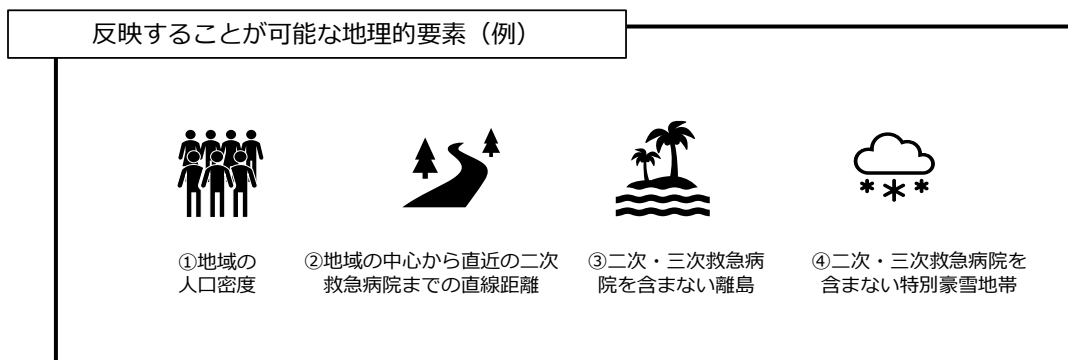 反映することが可能な地理的要素（例）
①地域の
人口密度
②地域の中心から直近の二次
救急病院までの直線距離
③二次・三次救急病
院を含まない離島
④二次・三次救急病院を
含まない特別豪雪地帯